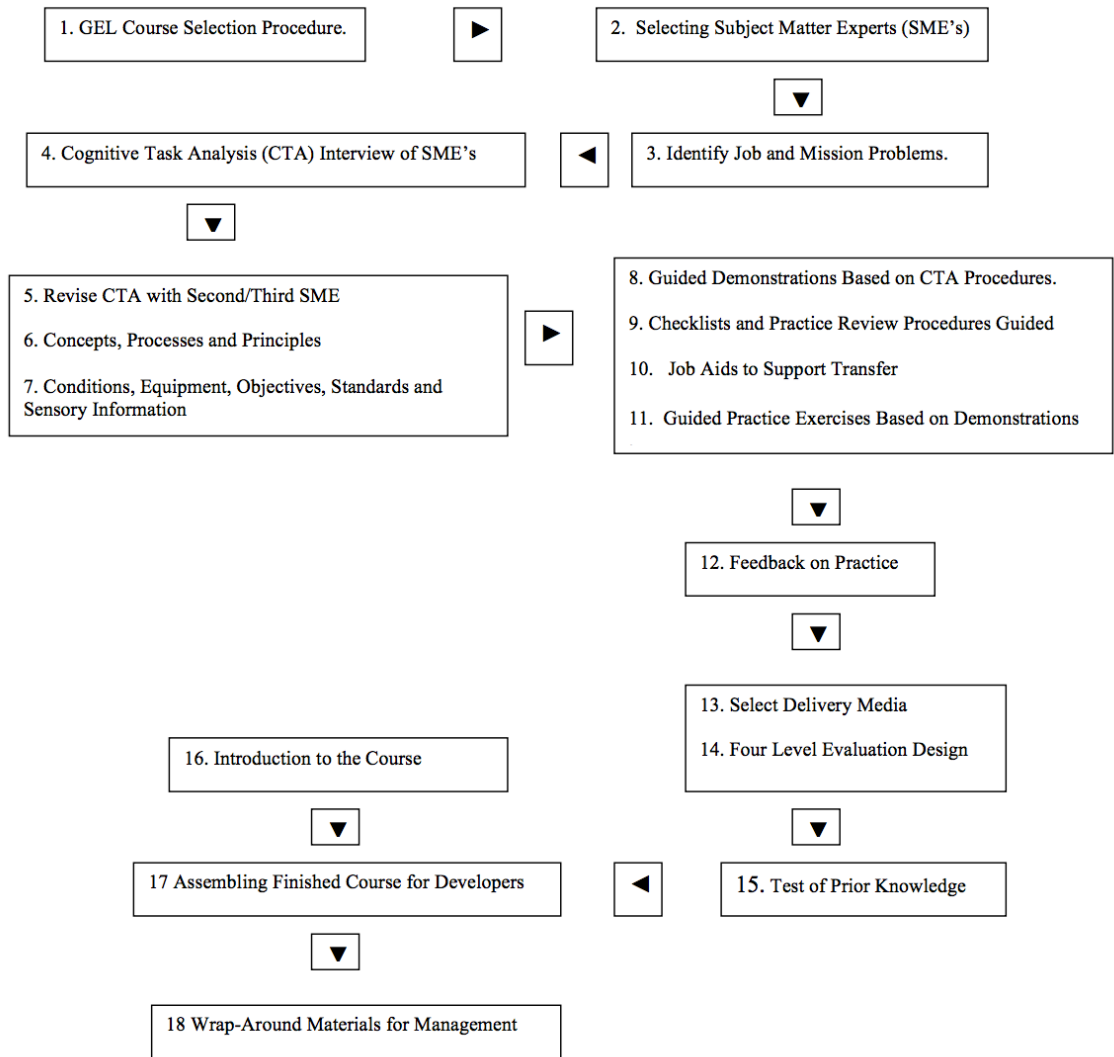 1. GEL Course Selection Procedure.
2. Selecting Subject Matter Experts (SME's)
3. Identify Job and Mission Problems.
4. Cognitive Task Analysis (CTA) Interview of SME's
5. Revise CTA with Second/Third SME
6. Concepts, Processes and Principles
7. Conditions, Equipment, Objectives, Standards and
Sensory Information
8. Guided Demonstrations Based on CTA Procedures.
9. Checklists and Practice Review Procedures Guided
10. Job Aids to Support Transfer
11. Guided Practice Exercises Based on Demonstrations
12. Feedback on Practice
13. Select Delivery Media
14. Four Level Evaluation Design
15. Test of Prior Knowledge
16. Introduction to the Course
17 Assembling Finished Course for Developers
18 Wrap-Around Materials for Management